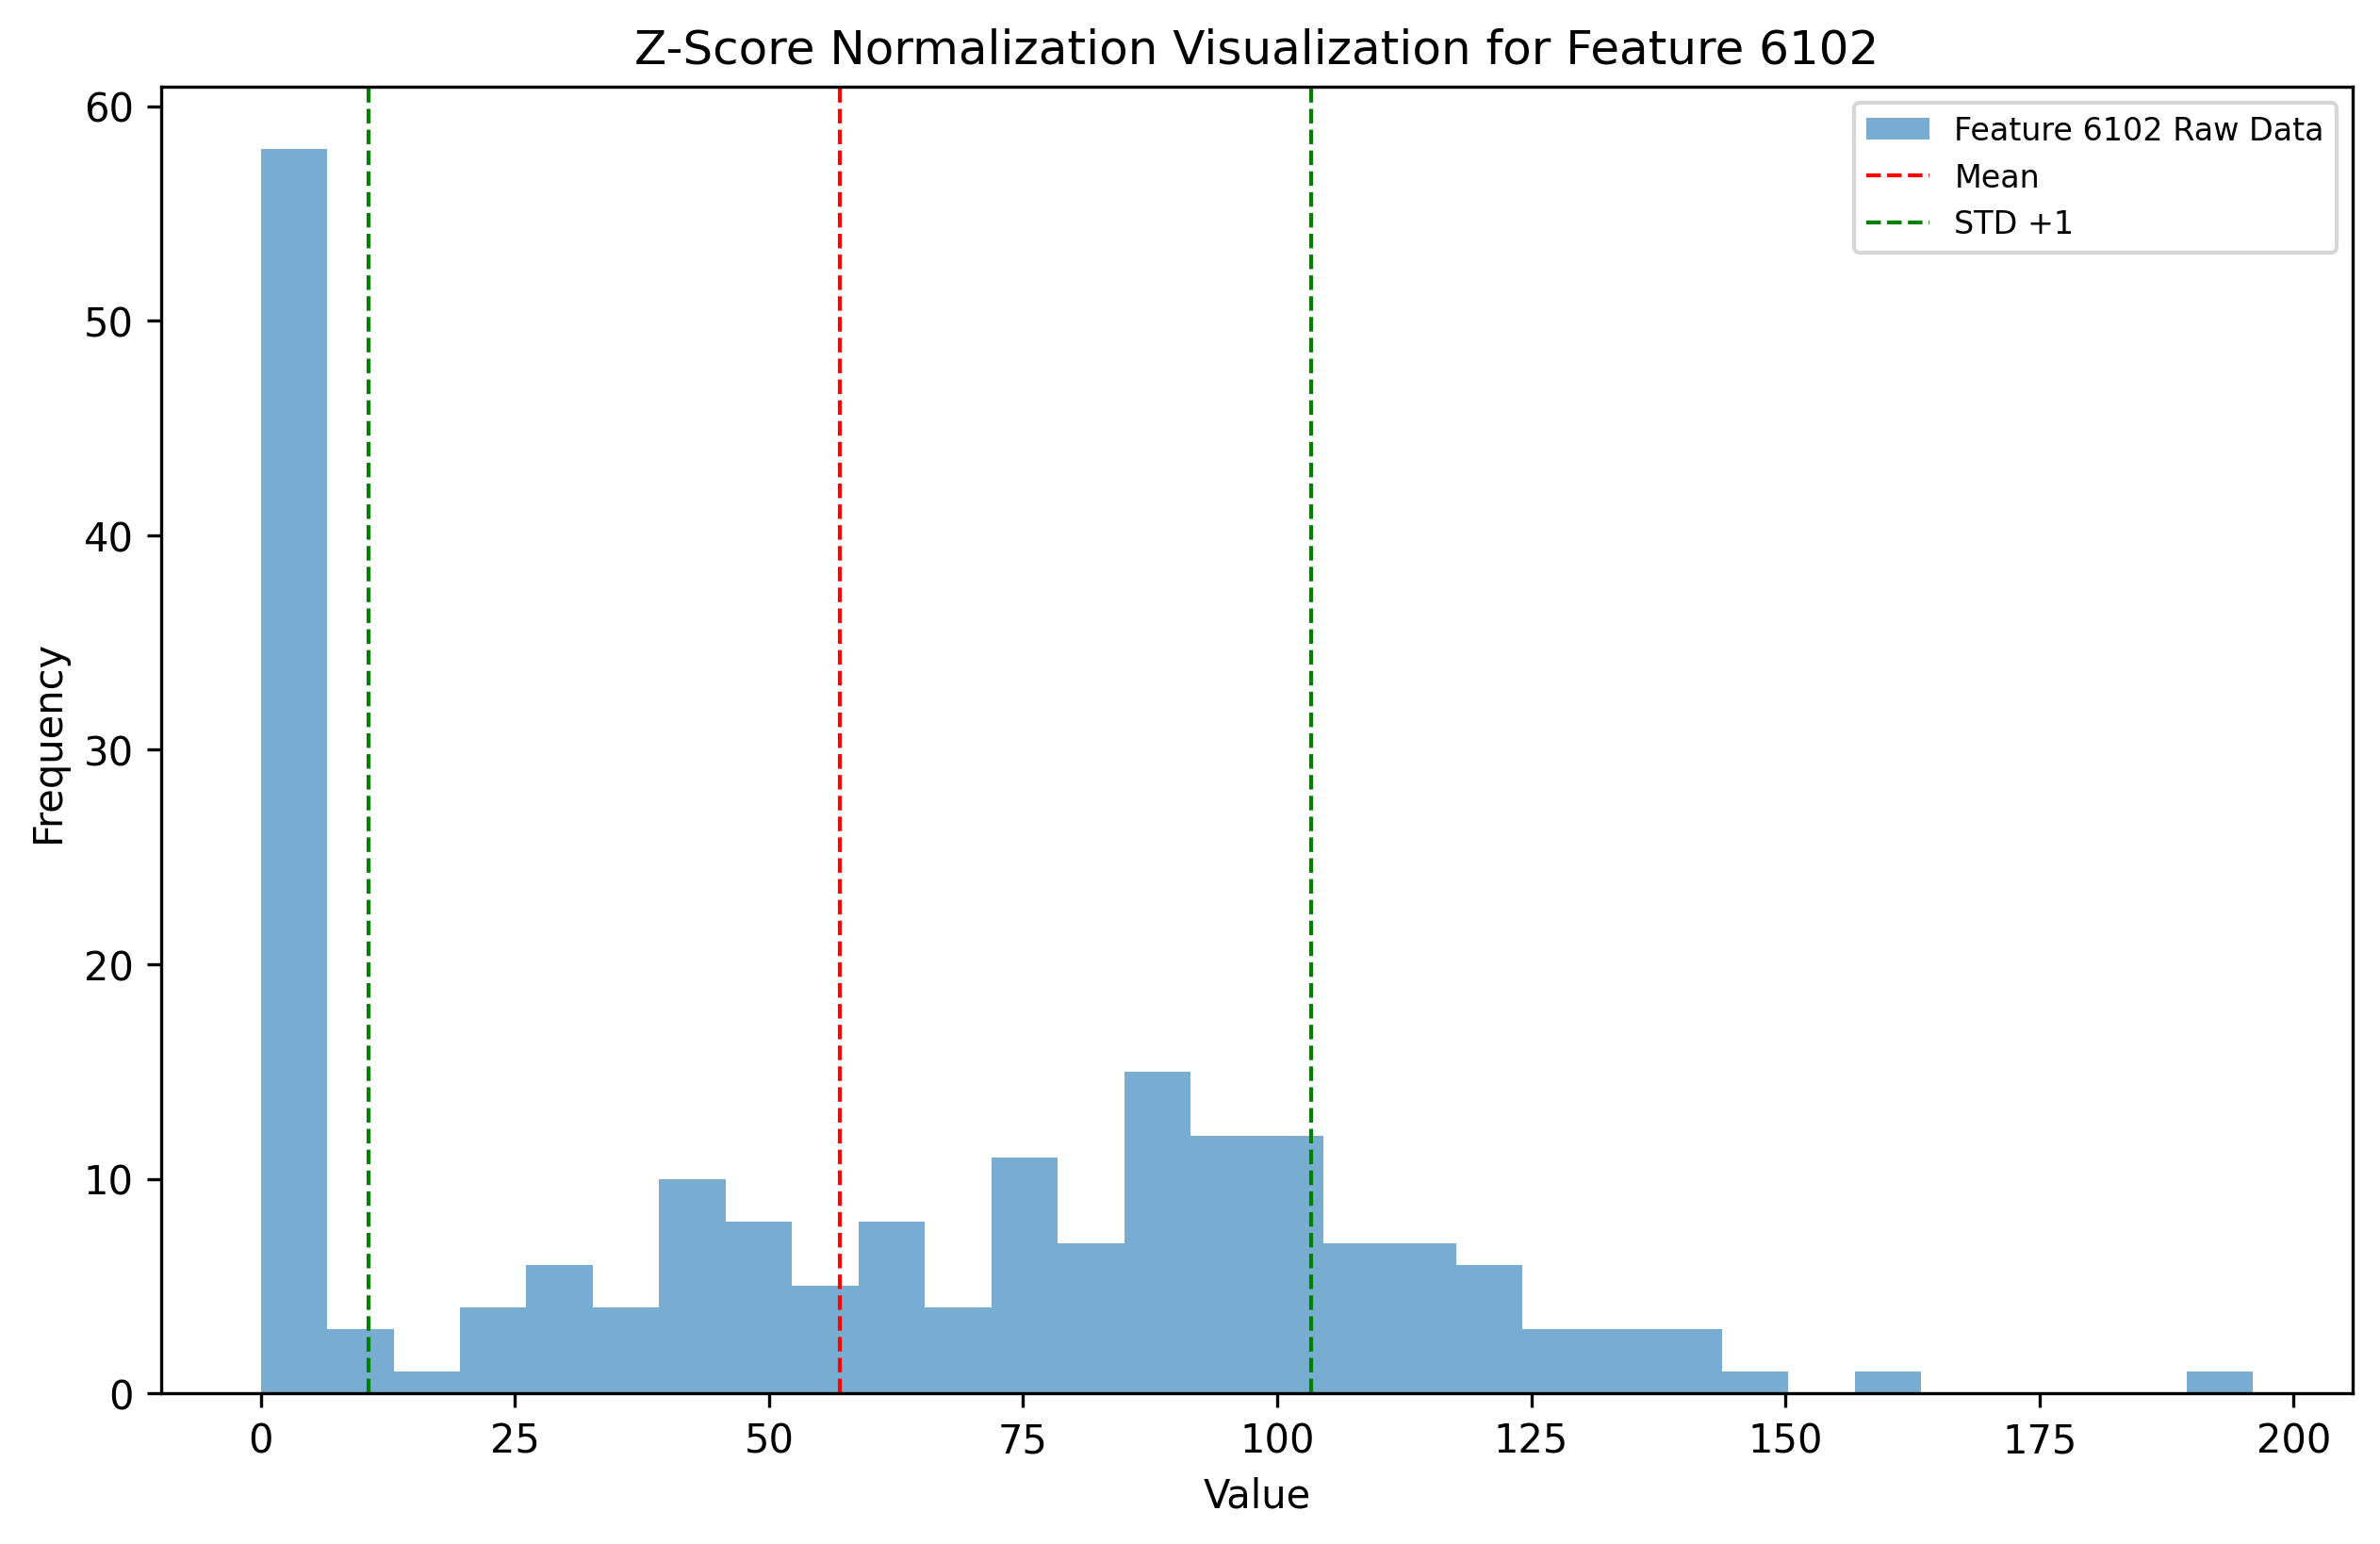 Z-Score Normalization Visualization for Feature 6102
Feature 6102 Raw Data
Mean
STD +1
60
50
40
30
20
10
0
Frequency
0 25 50 75 100 125 150 175 200
Value